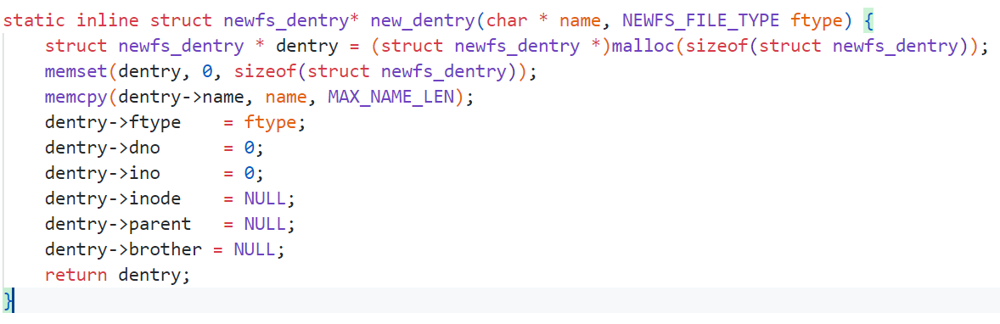 static inline struct newfs_dentry* new_dentry(char * name, NEWFS_FILE_TYPE ftype) {
    struct newfs_dentry * dentry = (struct newfs_dentry *)malloc(sizeof(struct newfs_dentry));
    memset(dentry, 0, sizeof(struct newfs_dentry));
    memcpy(dentry->name, name, MAX_NAME_LEN);
    dentry->ftype    = ftype;
    dentry->dno      = 0;
    dentry->ino      = 0;
    dentry->inode    = NULL;
    dentry->parent   = NULL;
    dentry->brother = NULL;
    return dentry;
}